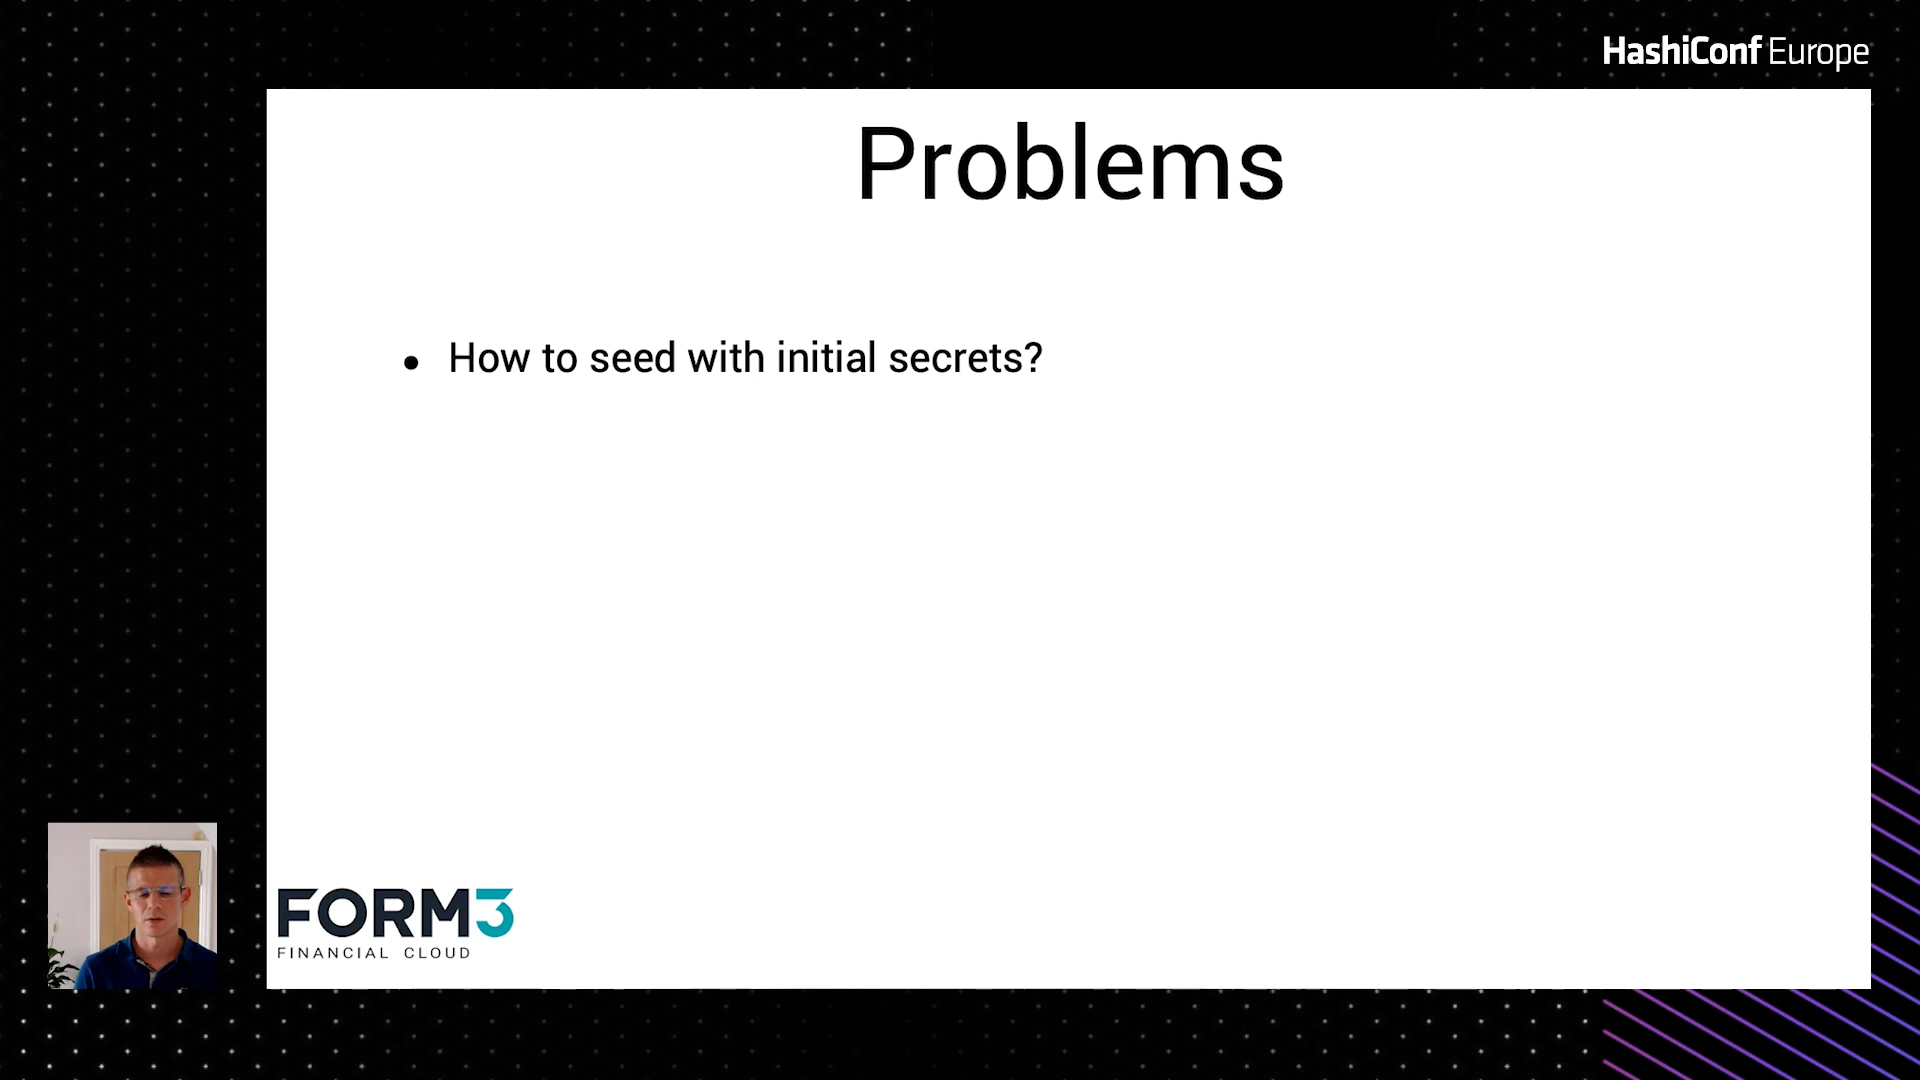 HashiConf Europe
Problems
• How to seed with initial secrets?
FORM3
FINANCIAL CLOUD